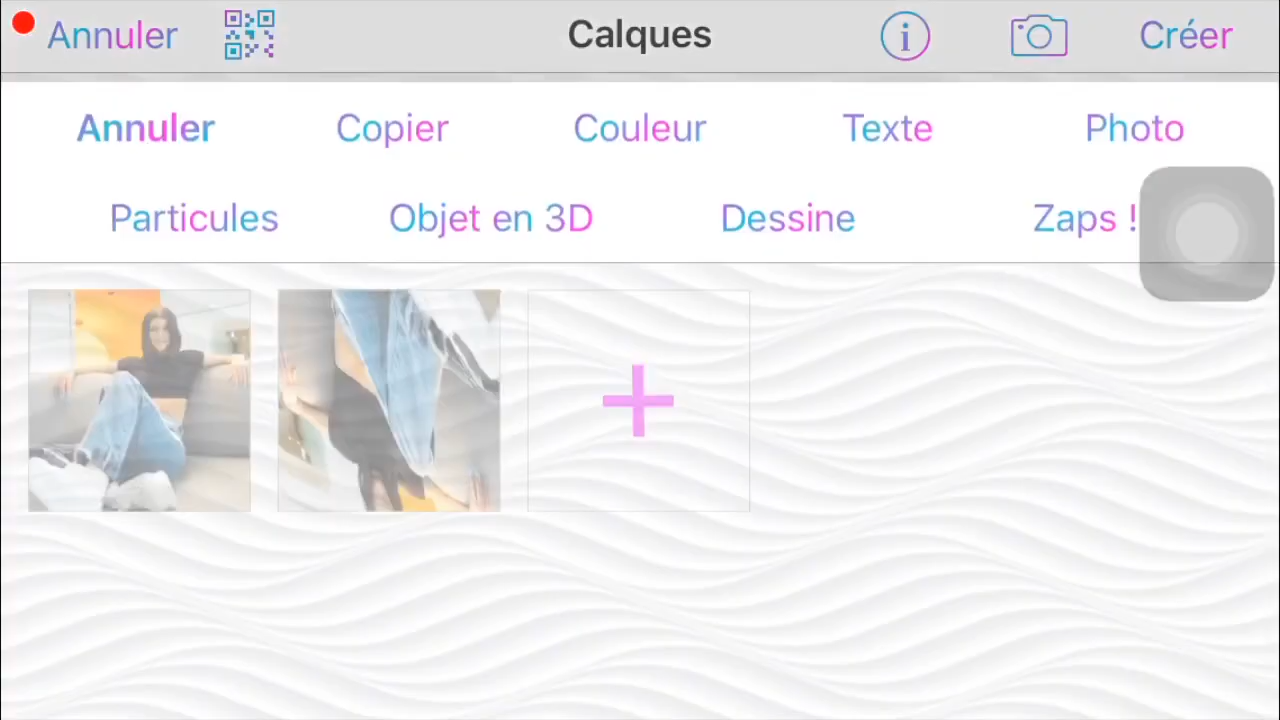 Annuler Calques Créer
Annuler Copier Couleur Texte Photo
Particules Objet en 3D Dessine Zaps !